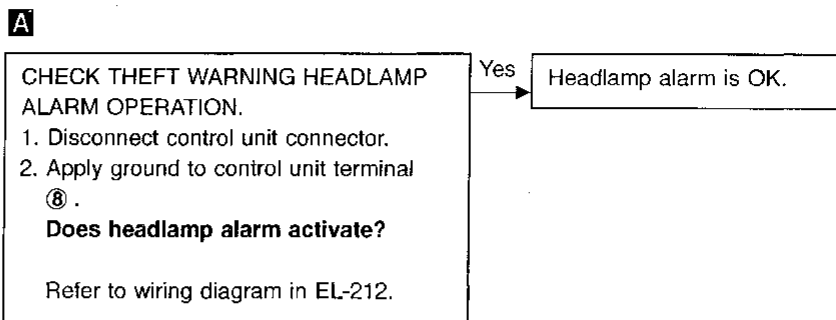 A
CHECK THEFT WARNING HEADLAMP
ALARM OPERATION.
1. Disconnect control unit connector.
2. Apply ground to control unit terminal
⑧ .
Does headlamp alarm activate?
Refer to wiring diagram in EL-212.
Yes
Headlamp alarm is OK.